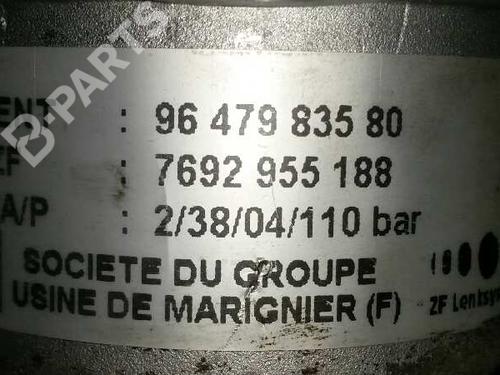 ENT : 96 479 835 80
EF : 7692 955 188
A/P : 2/38/04/110 bar
SOCIETE DU GROUPE
USINE DE MARIGNIER (F)
ZF Lenksy
B-PARTS